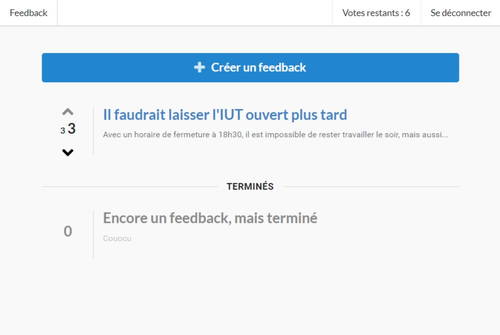 Feedback
Votes restants : 6
Se déconnecter
Créer un feedback
Il faudrait laisser l'IUT ouvert plus tard
3 3
Avec un horaire de fermeture à 18h30, il est impossible de rester travailler le soir, mais aussi...
TERMINÉS
Encore un feedback, mais terminé
0
Coucou